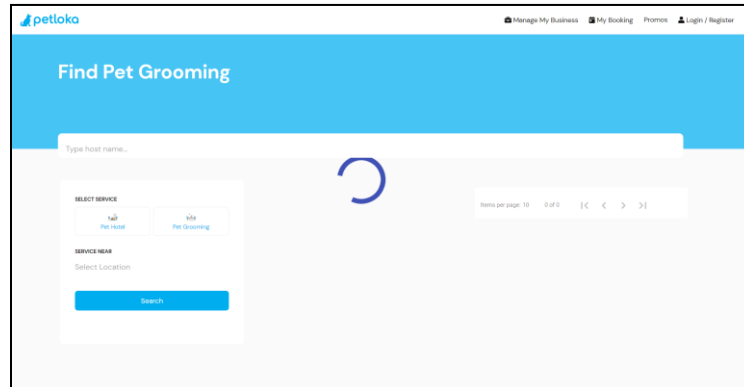 petloka
Manage My Business My Booking Promos Login / Register
Find Pet Grooming
Type host name...
SELECT SERVICE
Pet Hotel Pet Grooming
SERVICE NEAR
Select Location
Search
Items per page: 10 0 of 0